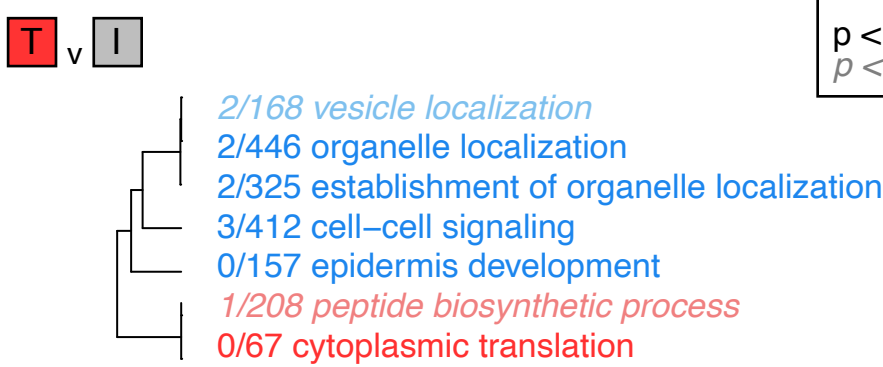 T v I
p <
p <
2/168 vesicle localization
2/446 organelle localization
2/325 establishment of organelle localization
3/412 cell−cell signaling
0/157 epidermis development
1/208 peptide biosynthetic process
0/67 cytoplasmic translation